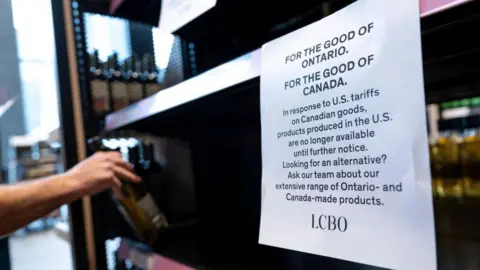 FOR THE GOOD OF
ONTARIO.
FOR THE GOOD OF
CANADA.
In response to U.S. tariffs
on Canadian goods,
products produced in the U.S.
are no longer available
until further notice.
Looking for an alternative?
Ask our team about our
extensive range of Ontario- and
Canada-made products.
LCBO